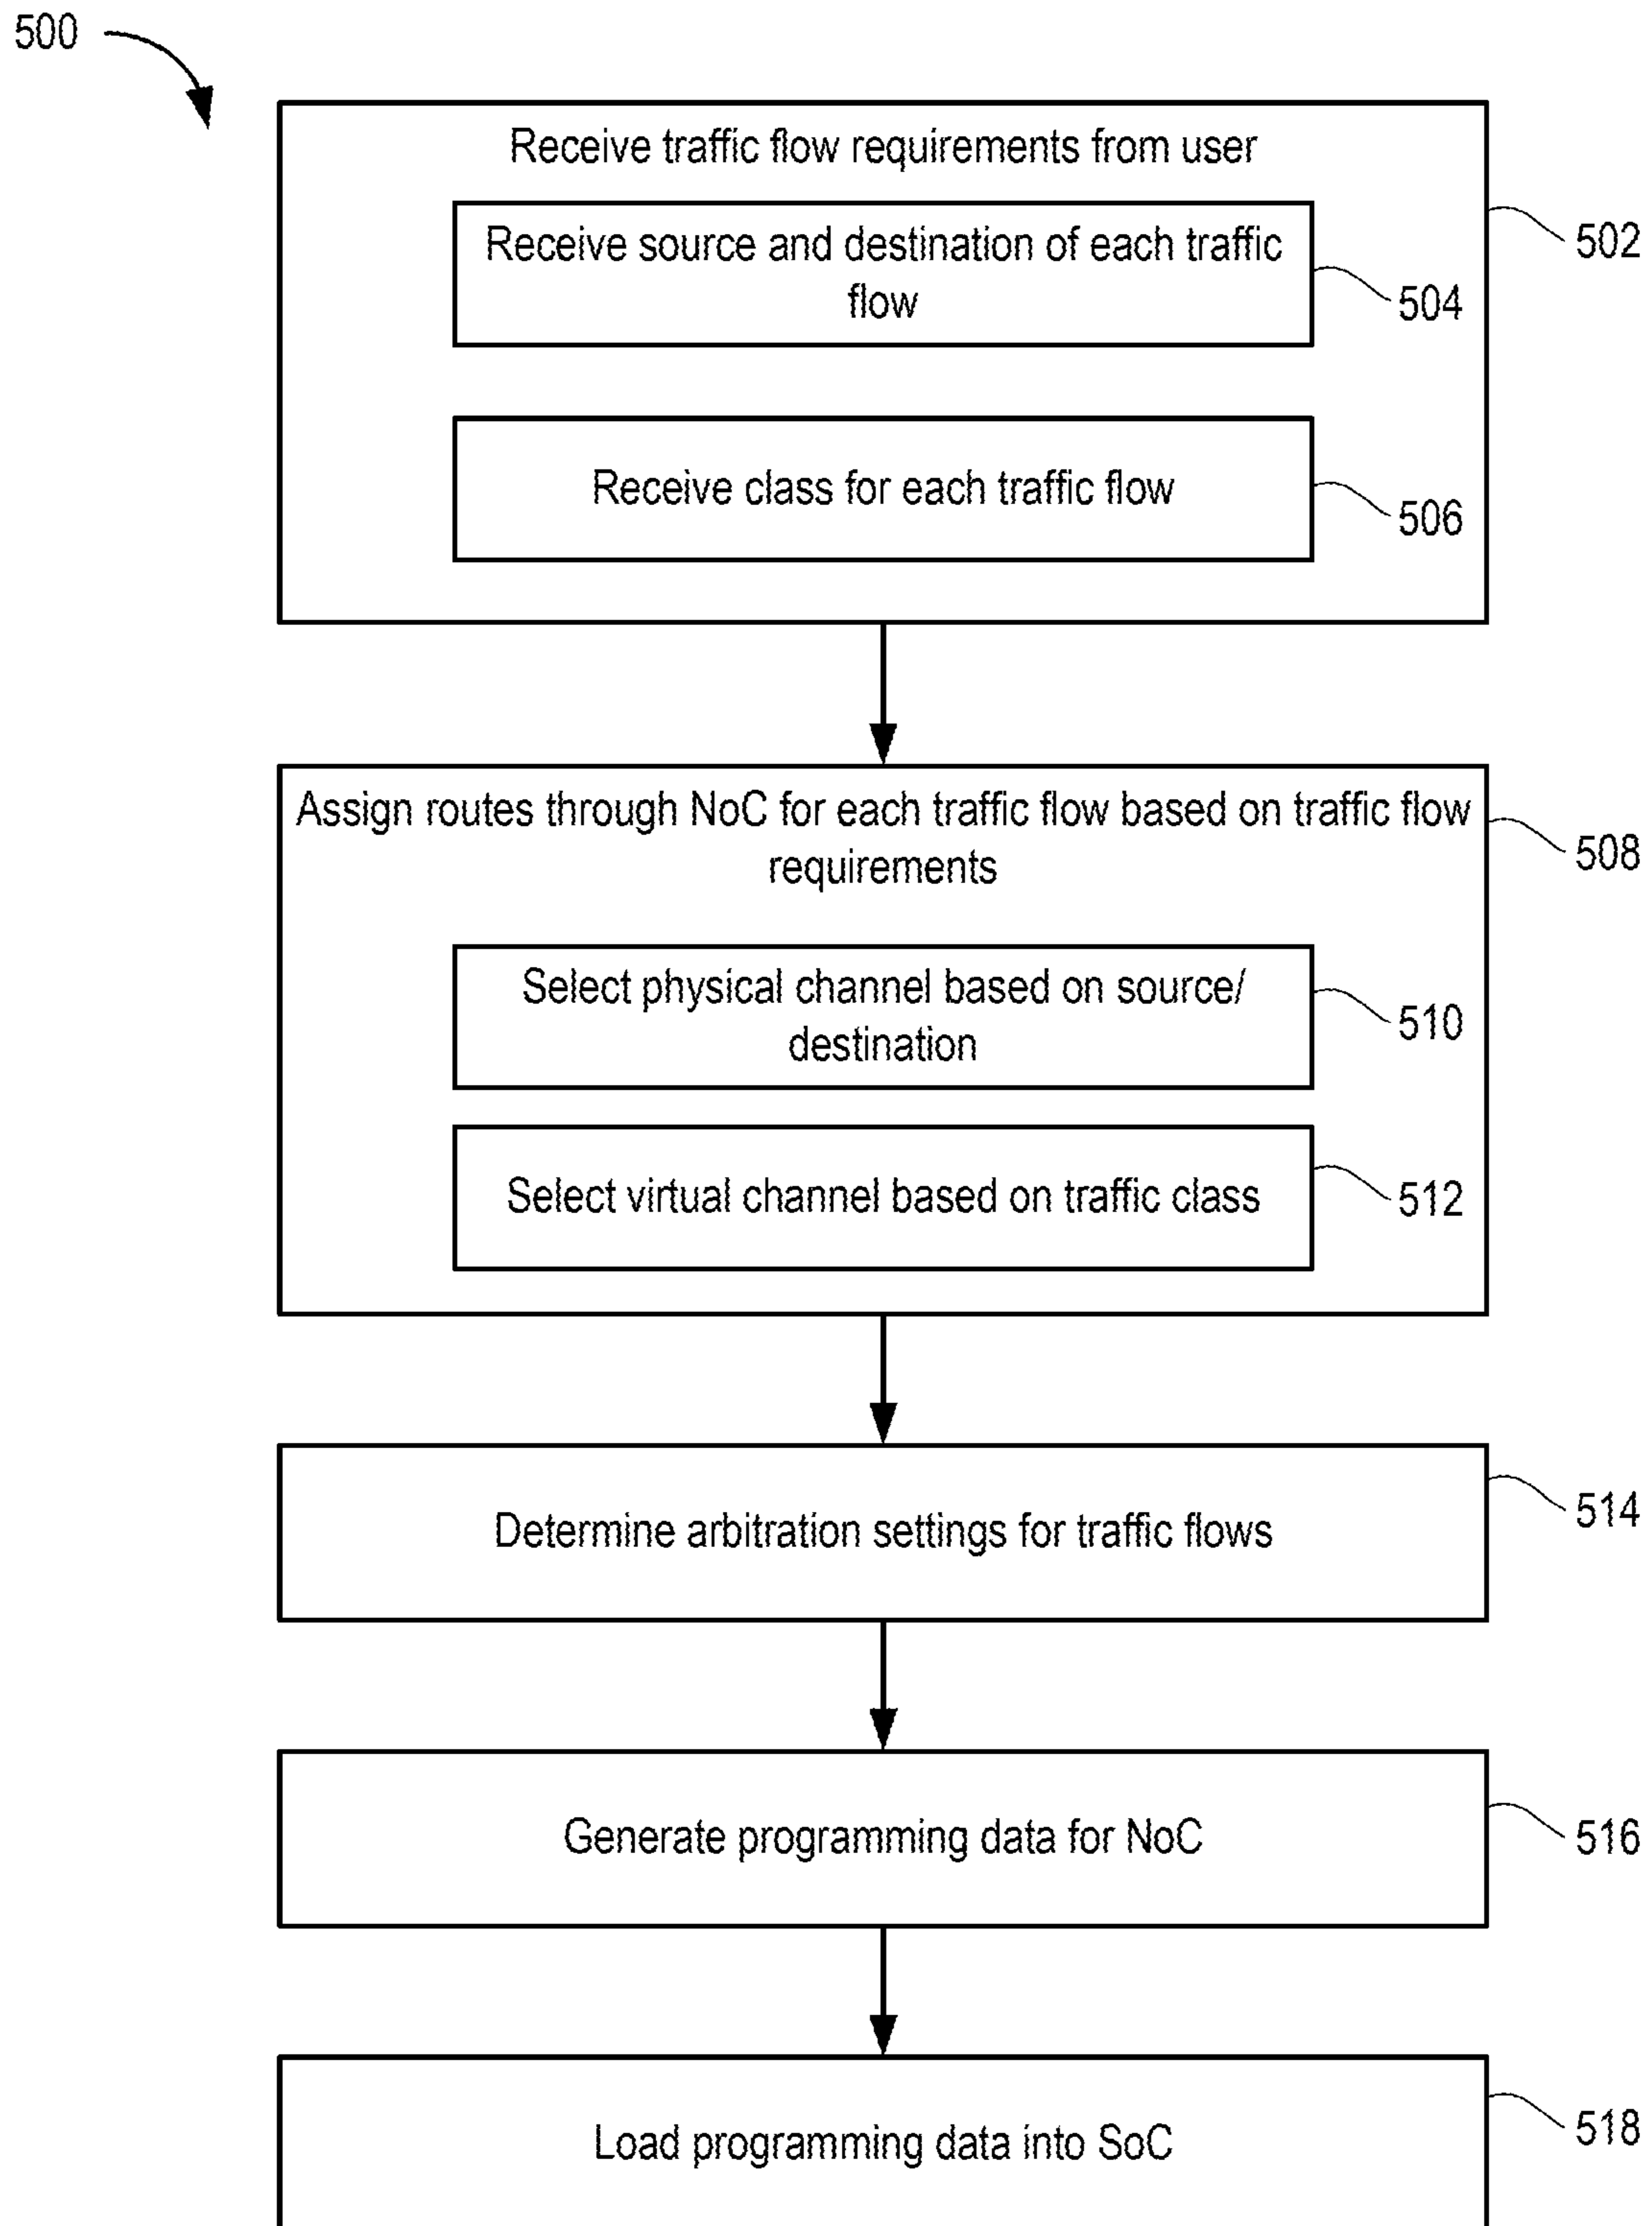 500
Receive traffic flow requirements from user
502
Receive source and destination of each traffic
flow
504
Receive class for each traffic flow
506
Assign routes through NoC for each traffic flow based on traffic flow
requirements
508
Select physical channel based on source/
destination
510
Select virtual channel based on traffic class
512
Determine arbitration settings for traffic flows
514
Generate programming data for NoC
516
Load programming data into SoC
518